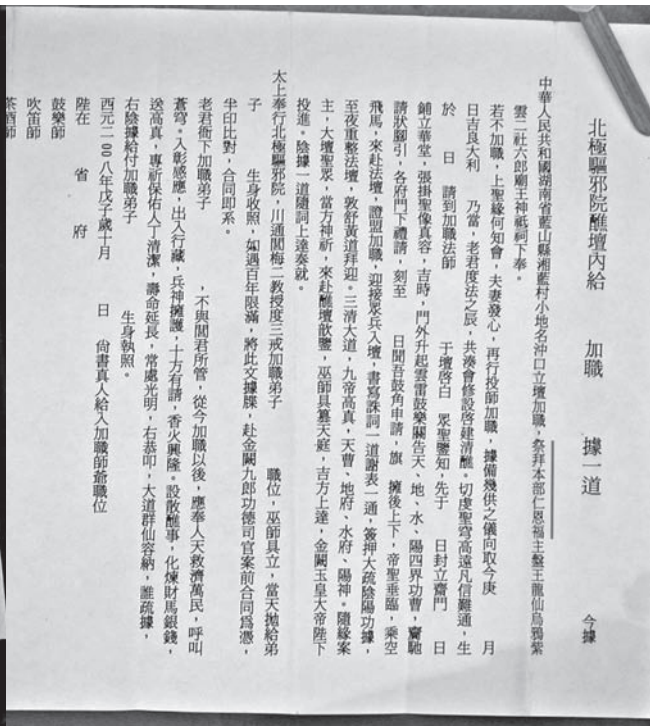 北極驅邪院醮壇內給 加職 據一道 今據
中華人民共和國湖南省藍山縣湘藍村小地名沖口立壇加職，祭拜本部仁恩福主盤王龍仙烏鴉紫
雲二社六郎廟王神祇祠下奉。
若不加職，上聖緣何知會，夫妻發心，再行投師加職，據備幾供之儀向取今庚 月
日吉良大利 乃當，老君度法之辰，共湊會修設啓建清醮。切虔聖穹高遠凡信難通，生
於 日 請到加職法師 于壇啓白 眾聖鑒知，先于 日封立齋門 日
鋪立華堂，張掛聖像真容，吉時，門外升起雲雷鼓樂關告天、地、水、陽四界功曹，齎馳
請狀腳引，各府門下禮請，刻至 日聞吾鼓角申請，旗 擁後上下，帝聖垂臨，乘空
飛馬，來赴法壇，證盟加職，迎接眾兵入壇，書寫誅詞一道謝表一通，簽押大疏陰陽功據，
至夜重整法壇，敦舒黃道拜迎。三清大道，九帝高真，天曹、地府、水府、陽神。隨緣案
主，大壇聖眾，當方神祈，來赴醮壇歆鑒，巫師具纂天庭，吉方上達，金闕玉皇大帝陛下
投進。陰據一道隨詞上達奏就。
太上奉行北極驅邪院，川通閭梅二教授度三戒加職弟子 職位，巫師具立，當天拋給弟
子 生身收照，如遇百年限滿，將此文據牒，赴金闕九郎功德司官案前合同爲憑，
半印比對，合同即系。
老君衙下加職弟子 ，不與閻君所管，從今加職以後，應奉人天救濟萬民，呼叫
蒼穹。入彰感應，出入行藏，兵神擁護，十方有請，香火興隆。設散醮事，化煉財馬銀錢，
送高真，專祈保佑人丁清潔，壽命延長，常處光明，右恭叩，大道群仙容納，誰疏據，
右陰據給付加職弟子 生身執照。
西元二00八年戊子歲十月 日 尚書真人給入加職師爺職位
陞在 省 府
鼓樂師
吹笛師
茶酒師